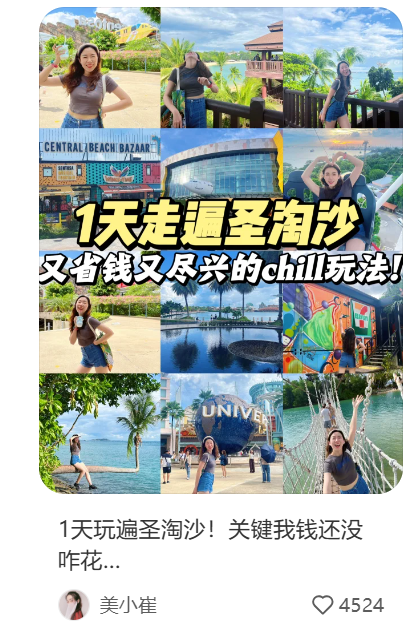 CENTRAL BEACH BAZAAR
1天走遍圣淘沙
又省钱又尽兴的chill玩法!
UNIVE
1天玩遍圣淘沙！关键我钱还没
咋花...
美小崔
4524